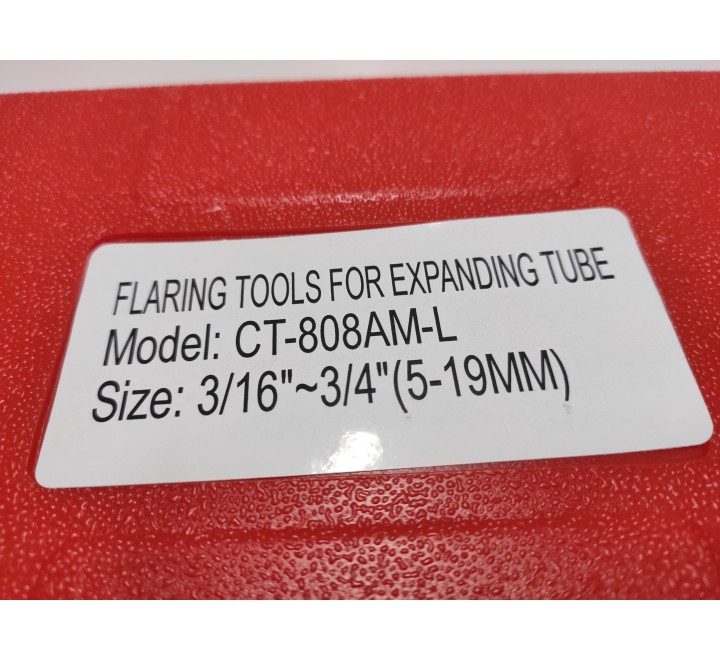 FLARING TOOLS FOR EXPANDING TUBE
Model: CT-808AM-L
Size: 3/16"~3/4"(5-19MM)